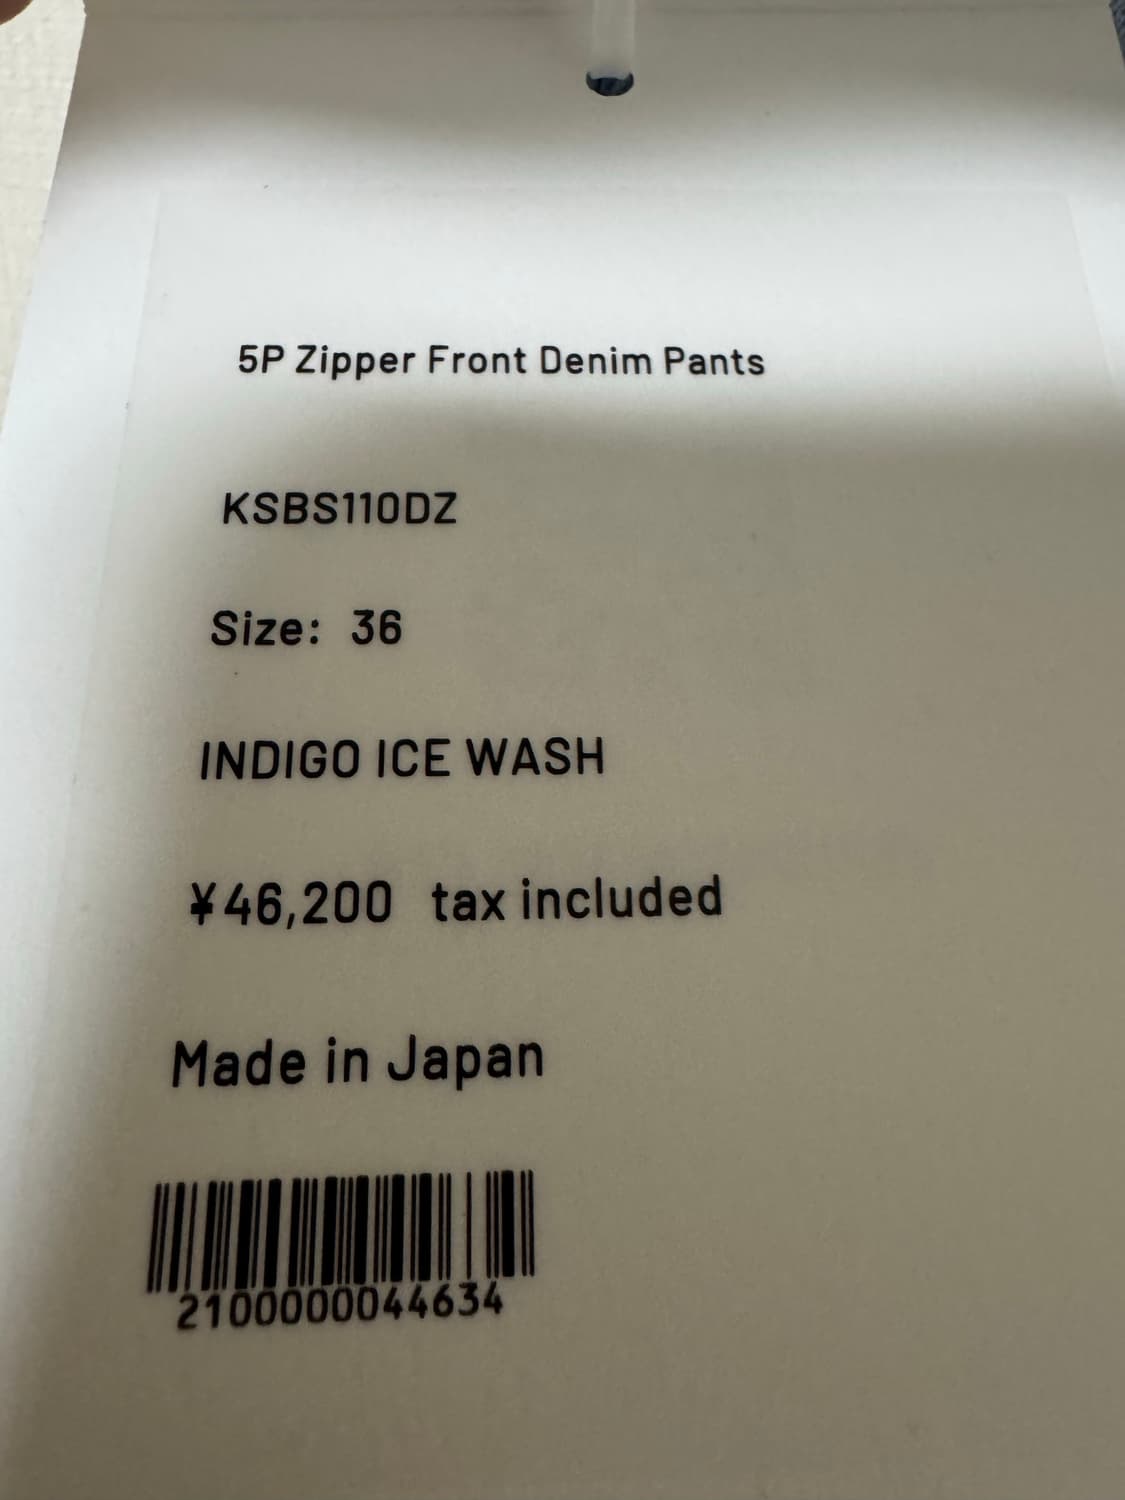 5P Zipper Front Denim Pants
KSBS110DZ
Size: 36
INDIGO ICE WASH
¥46,200 tax included
Made in Japan
2100000044634